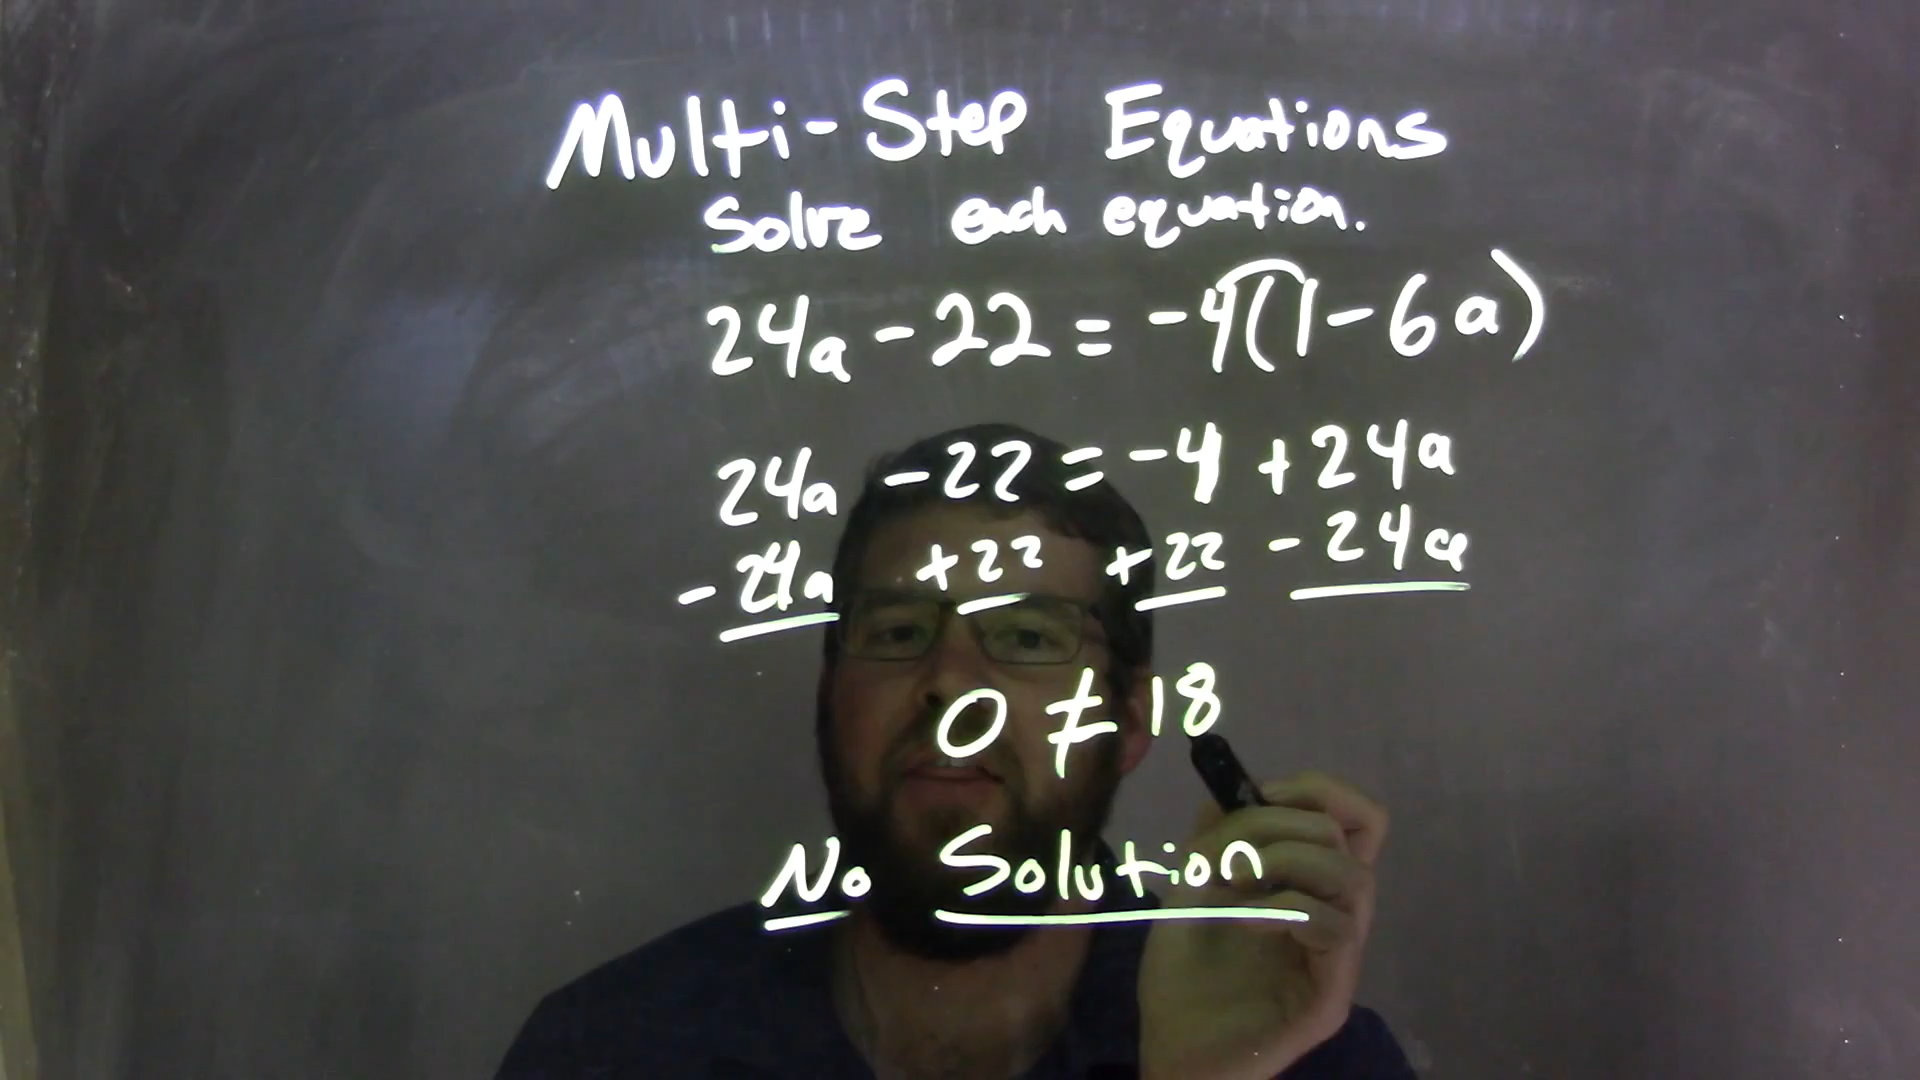 Multi-Step Equations
Solve each equation.
24a - 22 = -4(1 - 6a)
24a - 22 = -4 + 24a
- 24a + 22 + 22 - 24a
0 ≠ 18
No Solution